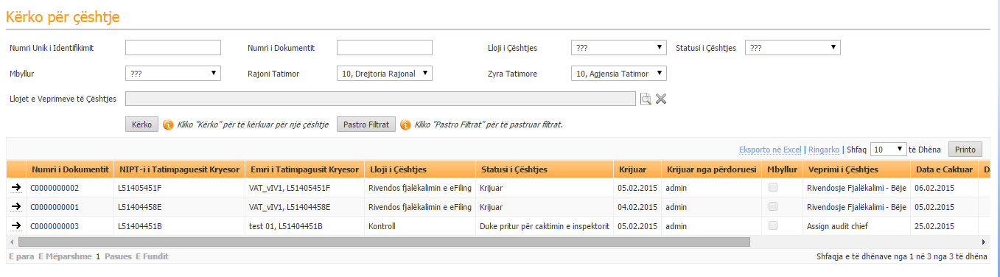 Kërko për çështje
Numri Unik i Identifikimit Numri i Dokumentit Lloji i Çështjes ??? Statusi i Çështjes ???
Mbyllur ??? Rajoni Tatimor 10, Drejtoria Rajonal Zyra Tatimore 10, Agjensia Tatimor
Llojet e Veprimeve të Çështjes
Kërko Kliko "Kërko" për të kërkuar për një çështje Pastro Filtrat Kliko "Pastro Filtrat" për të pastruar filtrat.
Eksporto në Excel | Ringarko | Shfaq 10 të Dhëna Printo
Numri i Dokumentit NIPT-i i Tatimpaguesit Kryesor Emri i Tatimpagusit Kryesor Lloji i Çështjes Statusi i Çështjes Krijuar Krijuar nga përdoruesi Mbyllur Veprimi i Çështjes Data e Caktuar
C0000000002 L51405451F VAT_vIV1, L51405451F Rivendos fjalëkalimin e eFiling Krijuar 05.02.2015 admin Rivendosje Fjalëkalimi - Bëje 06.02.2015
C0000000001 L51404458E VAT_vIV1, L51404458E Rivendos fjalëkalimin e eFiling Krijuar 04.02.2015 admin Rivendosje Fjalëkalimi - Bëje 05.02.2015
C0000000003 L51404451B test 01, L51404451B Kontroll Duke pritur për caktimin e inspektorit 05.02.2015 admin Assign audit chief 25.02.2015
E para E Mëparshme 1 Pasues E Fundit Shfaqja e të dhënave nga 1 në 3 nga 3 të dhëna